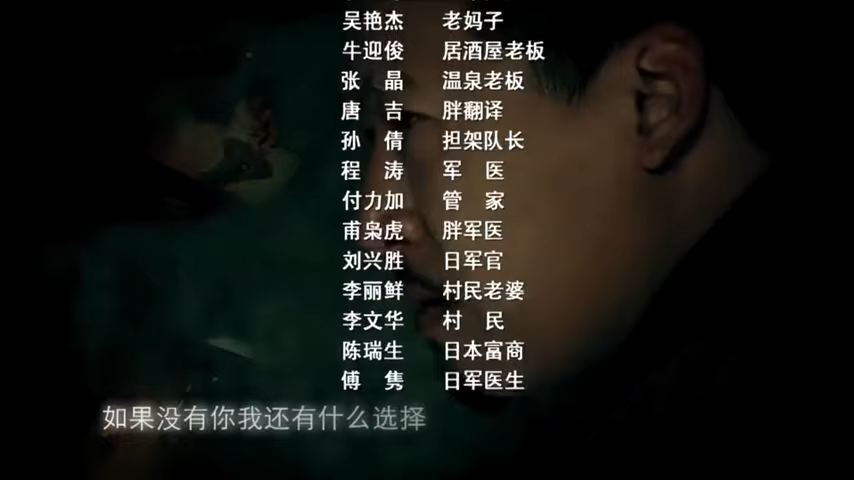 吴艳杰 老妈子
牛迎俊 居酒屋老板
张 晶 温泉老板
唐 吉 胖翻译
孙 倩 担架队长
程 涛 军 医
付力加 管 家
甫枭虎 胖军医
刘兴胜 日军官
李丽鲜 村民老婆
李文华 村 民
陈瑞生 日本富商
傅 隽 日军医生
如果没有你我还有什么选择